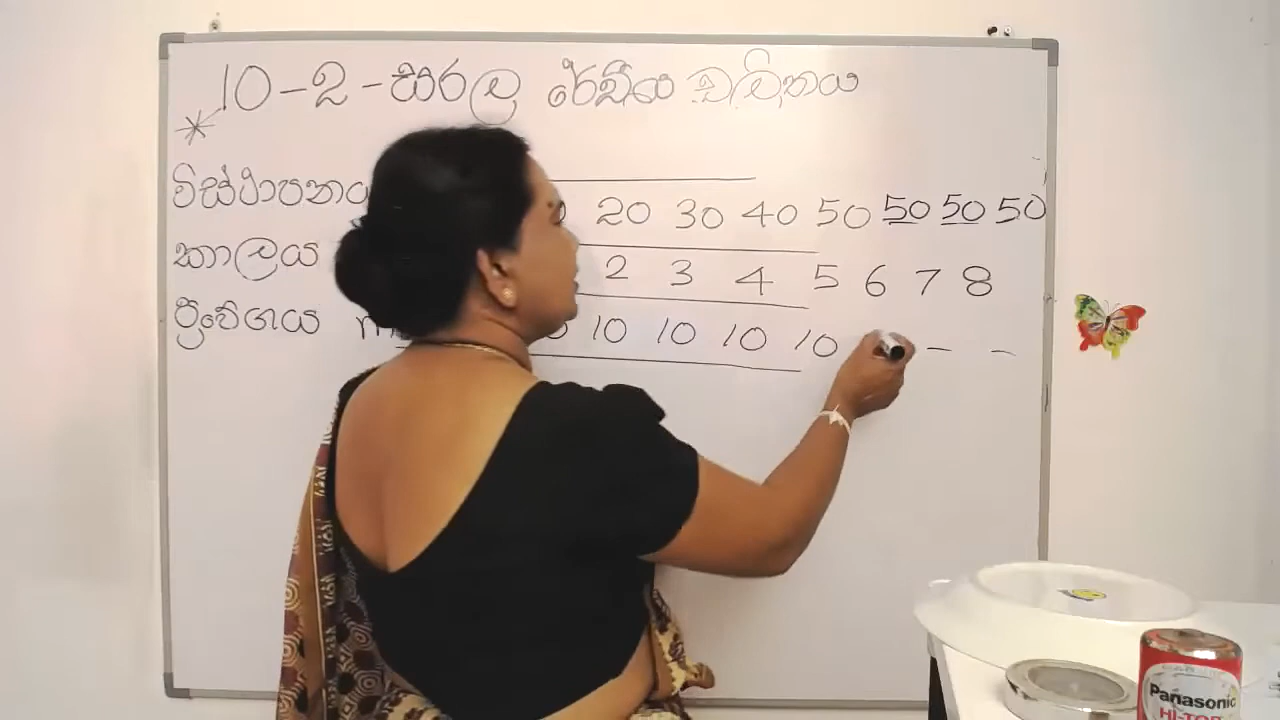 10 - 2 - සරල රේඛීය චලිතය
*
විස්ථාපනය 20 30 40 50 50 50 50
කාලය 2 3 4 5 6 7 8
ප්‍රවේගය 10 10 10 10 – –
Panasonic